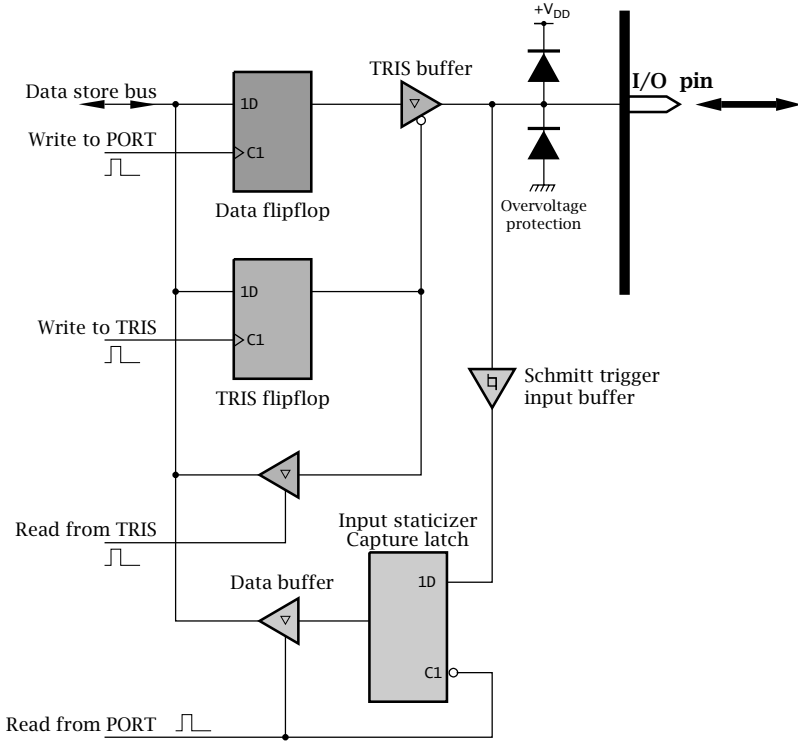 +VDD
TRIS buffer
I/O pin
Data store bus
1D
Write to PORT
C1
Data flipflop
Overvoltage
protection
1D
Write to TRIS
C1
TRIS flipflop
Schmitt trigger
input buffer
Read from TRIS
Input staticizer
Capture latch
Data buffer
1D
C1
Read from PORT